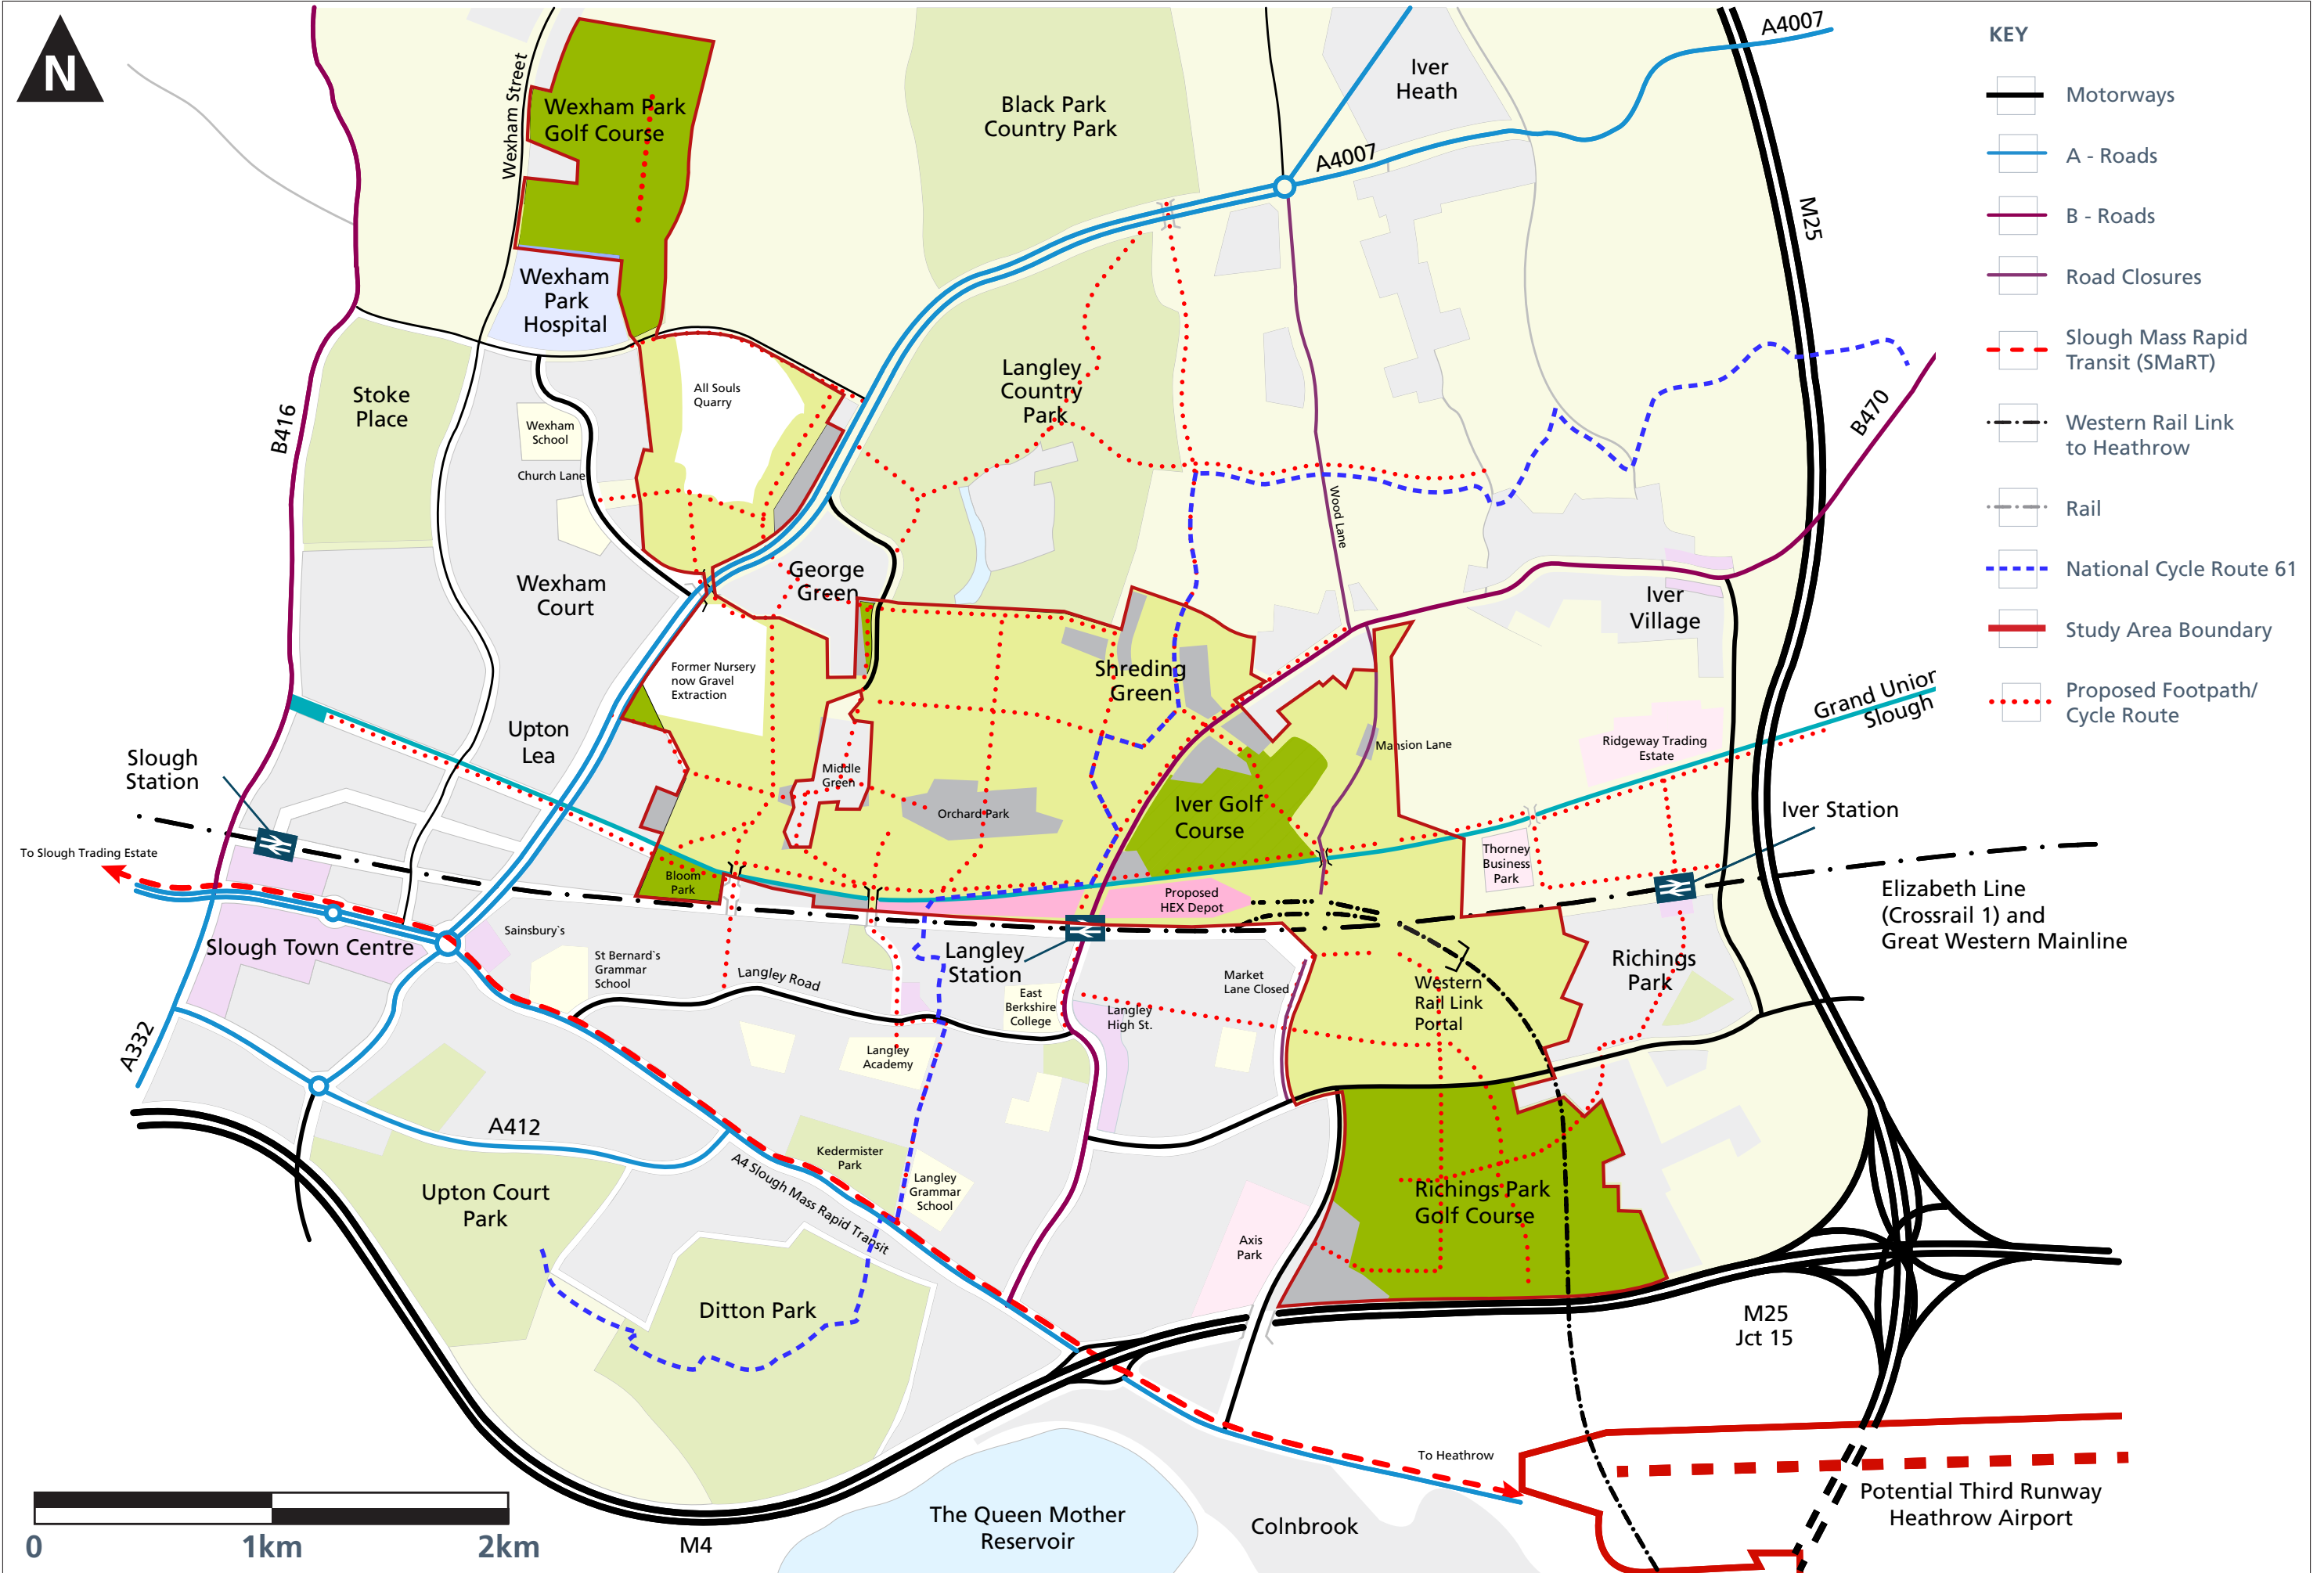 N
Wexham Street
Wexham Park
Golf Course
Wexham
Park
Hospital
Black Park
Country Park
Iver
Heath
A4007
A4007
M25
KEY
Motorways
A - Roads
B - Roads
Road Closures
Slough Mass Rapid
Transit (SMaRT)
Western Rail Link
to Heathrow
Rail
National Cycle Route 61
Study Area Boundary
Proposed Footpath/
Cycle Route
Stoke
Place
B416
All Souls
Quarry
Wexham
School
Church Lane
Langley
Country
Park
Wood Lane
B470
Wexham
Court
George
Green
Iver
Village
Former Nursery
now Gravel
Extraction
Shreding
Green
Grand Union
Slough
Upton
Lea
Slough
Station
Middle
Green
Orchard Park
Mansion Lane
Ridgeway Trading
Estate
Iver Golf
Course
Iver Station
To Slough Trading Estate
Bloom
Park
Proposed
HEX Depot
Thorney
Business
Park
Elizabeth Line
(Crossrail 1) and
Great Western Mainline
Slough Town Centre
Sainsbury`s
St Bernard`s
Grammar
School
Langley Road
Langley
Station
East
Berkshire
College
Langley
High St.
Market
Lane Closed
Western
Rail Link
Portal
Richings
Park
A332
Langley
Academy
A412
Kedermister
Park
Langley
Grammar
School
A4 Slough Mass Rapid Transit
Upton Court
Park
Axis
Park
Richings Park
Golf Course
Ditton Park
M25
Jct 15
To Heathrow
Potential Third Runway
Heathrow Airport
The Queen Mother
Reservoir
Colnbrook
M4
0
1km
2km